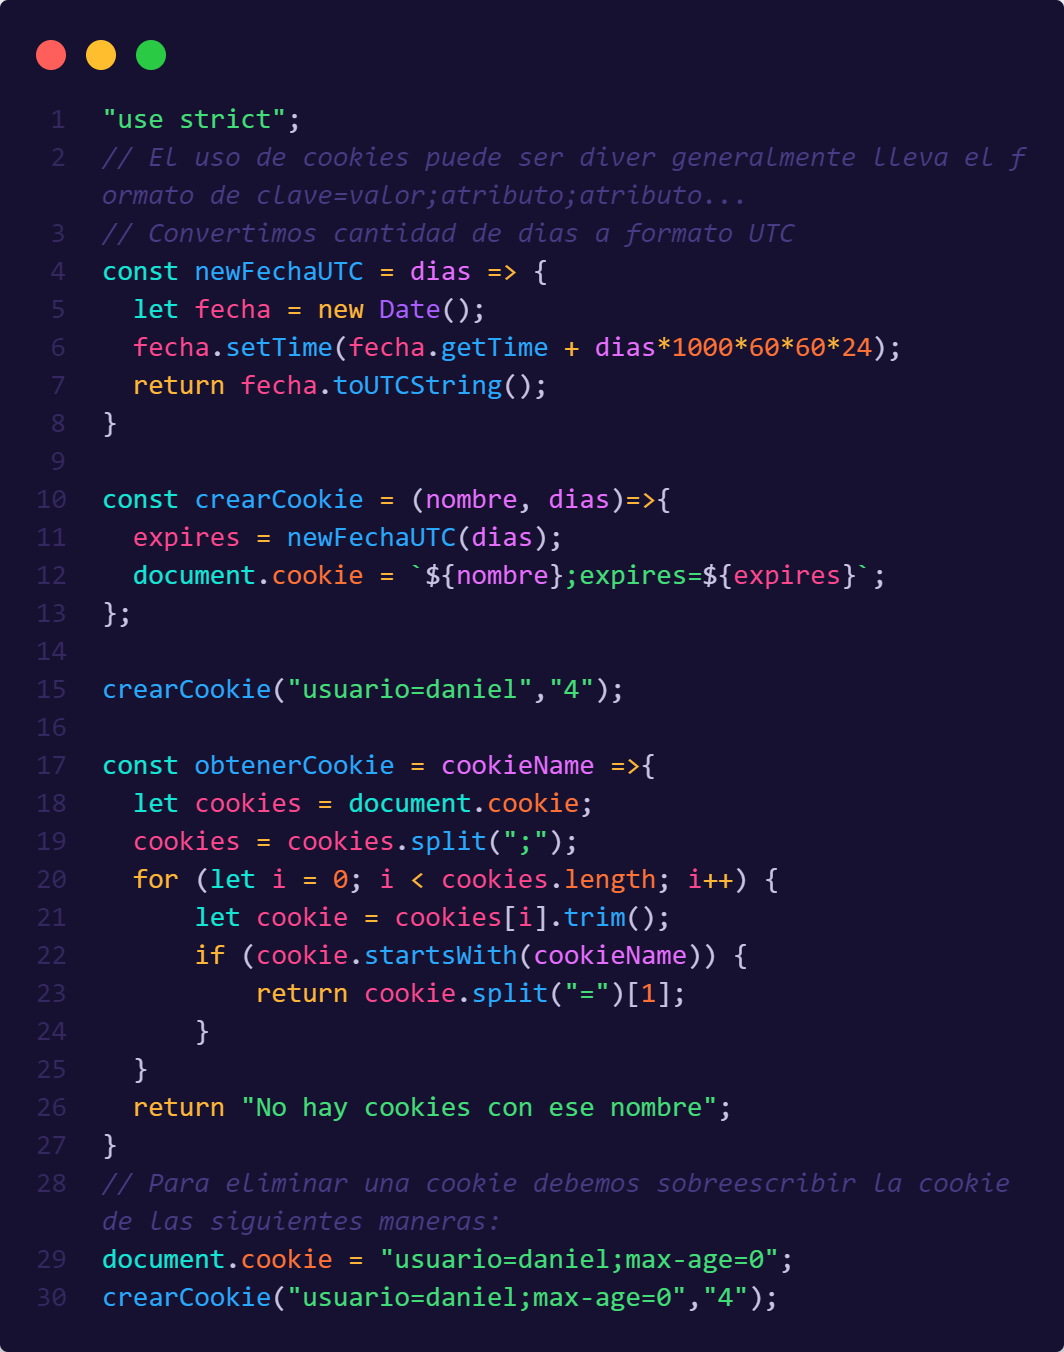 1 "use strict";
2 // El uso de cookies puede ser diver generalmente lleva el f
ormato de clave=valor;atributo;atributo...
3 // Convertimos cantidad de dias a formato UTC
4 const newFechaUTC = dias => {
5   let fecha = new Date();
6   fecha.setTime(fecha.getTime + dias*1000*60*60*24);
7   return fecha.toUTCString();
8 }
9
10 const crearCookie = (nombre, dias)=>{
11   expires = newFechaUTC(dias);
12   document.cookie = `${nombre};expires=${expires}`;
13 };
14
15 crearCookie("usuario=daniel","4");
16
17 const obtenerCookie = cookieName =>{
18   let cookies = document.cookie;
19   cookies = cookies.split(";");
20   for (let i = 0; i < cookies.length; i++) {
21       let cookie = cookies[i].trim();
22       if (cookie.startsWith(cookieName)) {
23           return cookie.split("=")[1];
24       }
25   }
26   return "No hay cookies con ese nombre";
27 }
28 // Para eliminar una cookie debemos sobreescribir la cookie
de las siguientes maneras:
29 document.cookie = "usuario=daniel;max-age=0";
30 crearCookie("usuario=daniel;max-age=0","4");